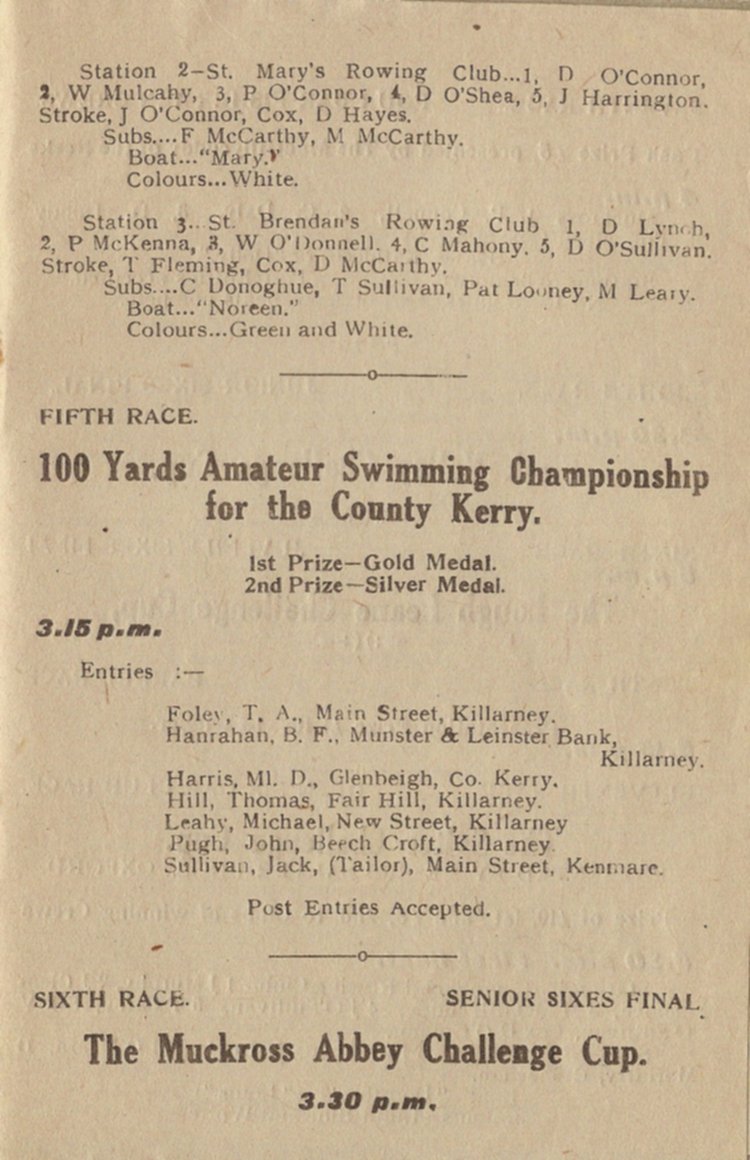 Station 2—St. Mary's Rowing Club...1, D O'Connor,
2, W Mulcahy, 3, P O'Connor, 4, D O'Shea, 5, J Harrington.
Stroke, J O'Connor, Cox, D Hayes.
Subs....F McCarthy, M McCarthy.
Boat..."Mary."
Colours...White.
Station 3...St. Brendan's Rowing Club 1, D Lynch,
2, P McKenna, 3, W O'Donnell. 4, C Mahony. 5, D O'Sullivan.
Stroke, T Fleming, Cox, D McCarthy.
Subs....C Donoghue, T Sullivan, Pat Looney, M Leary.
Boat..."Noreen."
Colours...Green and White.
FIFTH RACE.
100 Yards Amateur Swimming Championship
for the County Kerry.
1st Prize—Gold Medal.
2nd Prize—Silver Medal.
3.15 p.m.
Entries :—
Foley, T. A., Main Street, Killarney.
Hanrahan, B. F., Munster & Leinster Bank,
Killarney.
Harris, Ml. D., Glenbeigh, Co. Kerry.
Hill, Thomas, Fair Hill, Killarney.
Leahy, Michael, New Street, Killarney
Pugh, John, Beech Croft, Killarney.
Sullivan, Jack, (Tailor), Main Street, Kenmare.
Post Entries Accepted.
SIXTH RACE. SENIOR SIXES FINAL
The Muckross Abbey Challenge Cup.
3.30 p.m.